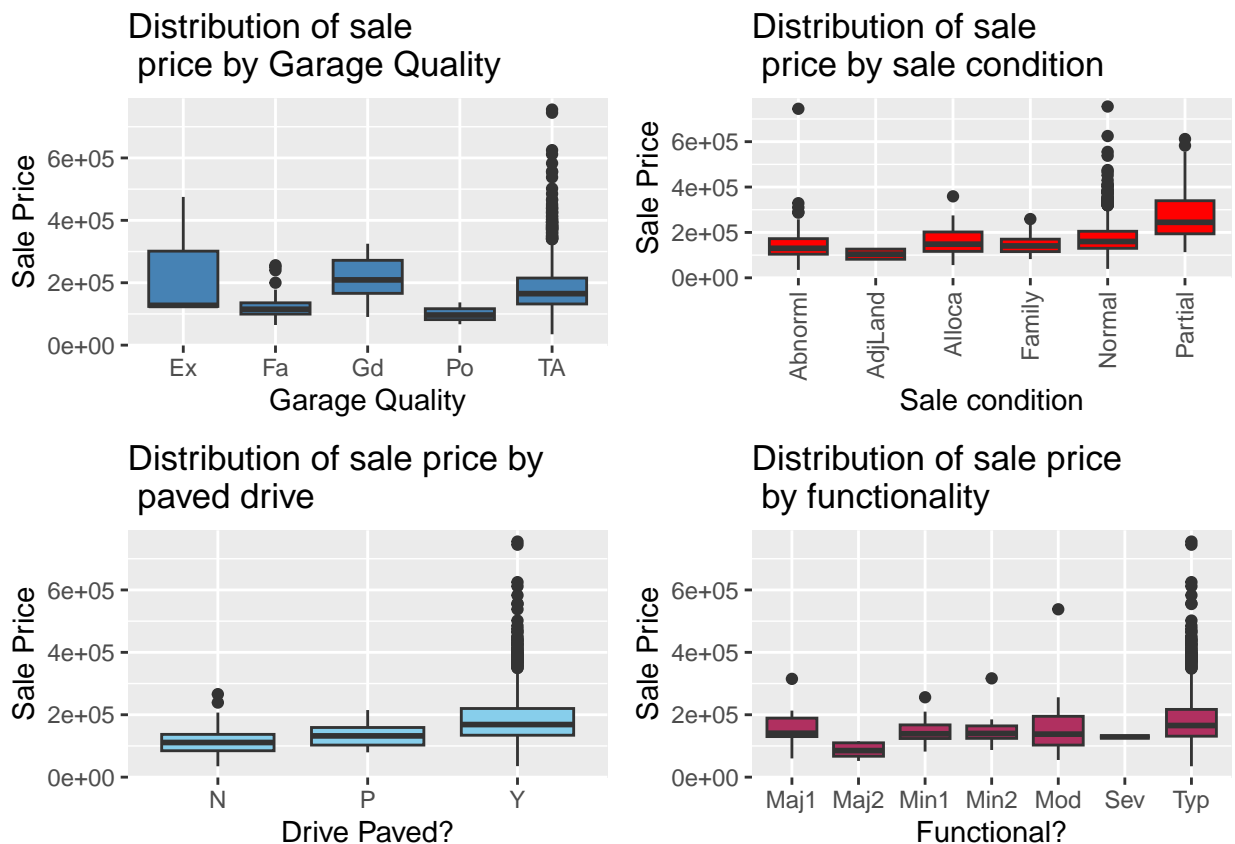 Distribution of sale
price by Garage Quality
Sale Price
6e+05
4e+05
2e+05
0e+00
Ex Fa Gd Po TA
Garage Quality
Distribution of sale
price by sale condition
Sale Price
6e+05
4e+05
2e+05
0e+00
Abnorml AdjLand Alloca Family Normal Partial
Sale condition
Distribution of sale price by
paved drive
Sale Price
6e+05
4e+05
2e+05
0e+00
N P Y
Drive Paved?
Distribution of sale price
by functionality
Sale Price
6e+05
4e+05
2e+05
0e+00
Maj1 Maj2 Min1 Min2 Mod Sev Typ
Functional?